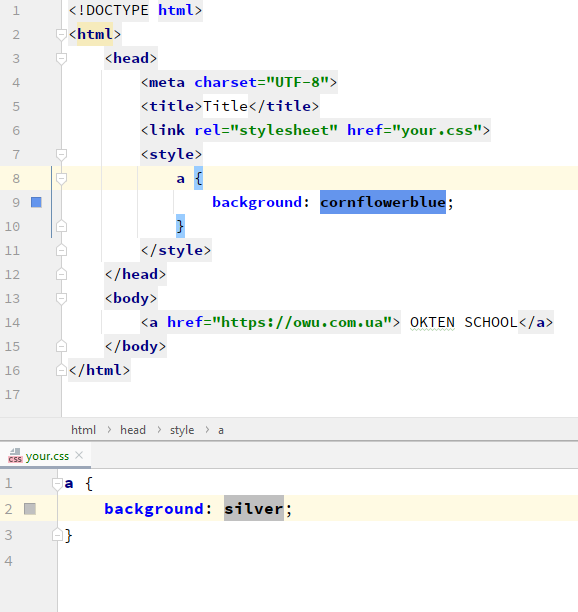 1 <!DOCTYPE html>
2 <html>
3 <head>
4 <meta charset="UTF-8">
5 <title>Title</title>
6 <link rel="stylesheet" href="your.css">
7 <style>
8 a {
9 background: cornflowerblue;
10 }
11 </style>
12 </head>
13 <body>
14 <a href="https://owu.com.ua"> OKTEN SCHOOL</a>
15 </body>
16 </html>
17
html › head › style › a
css your.css ×
1 a {
2 background: silver;
3 }
4